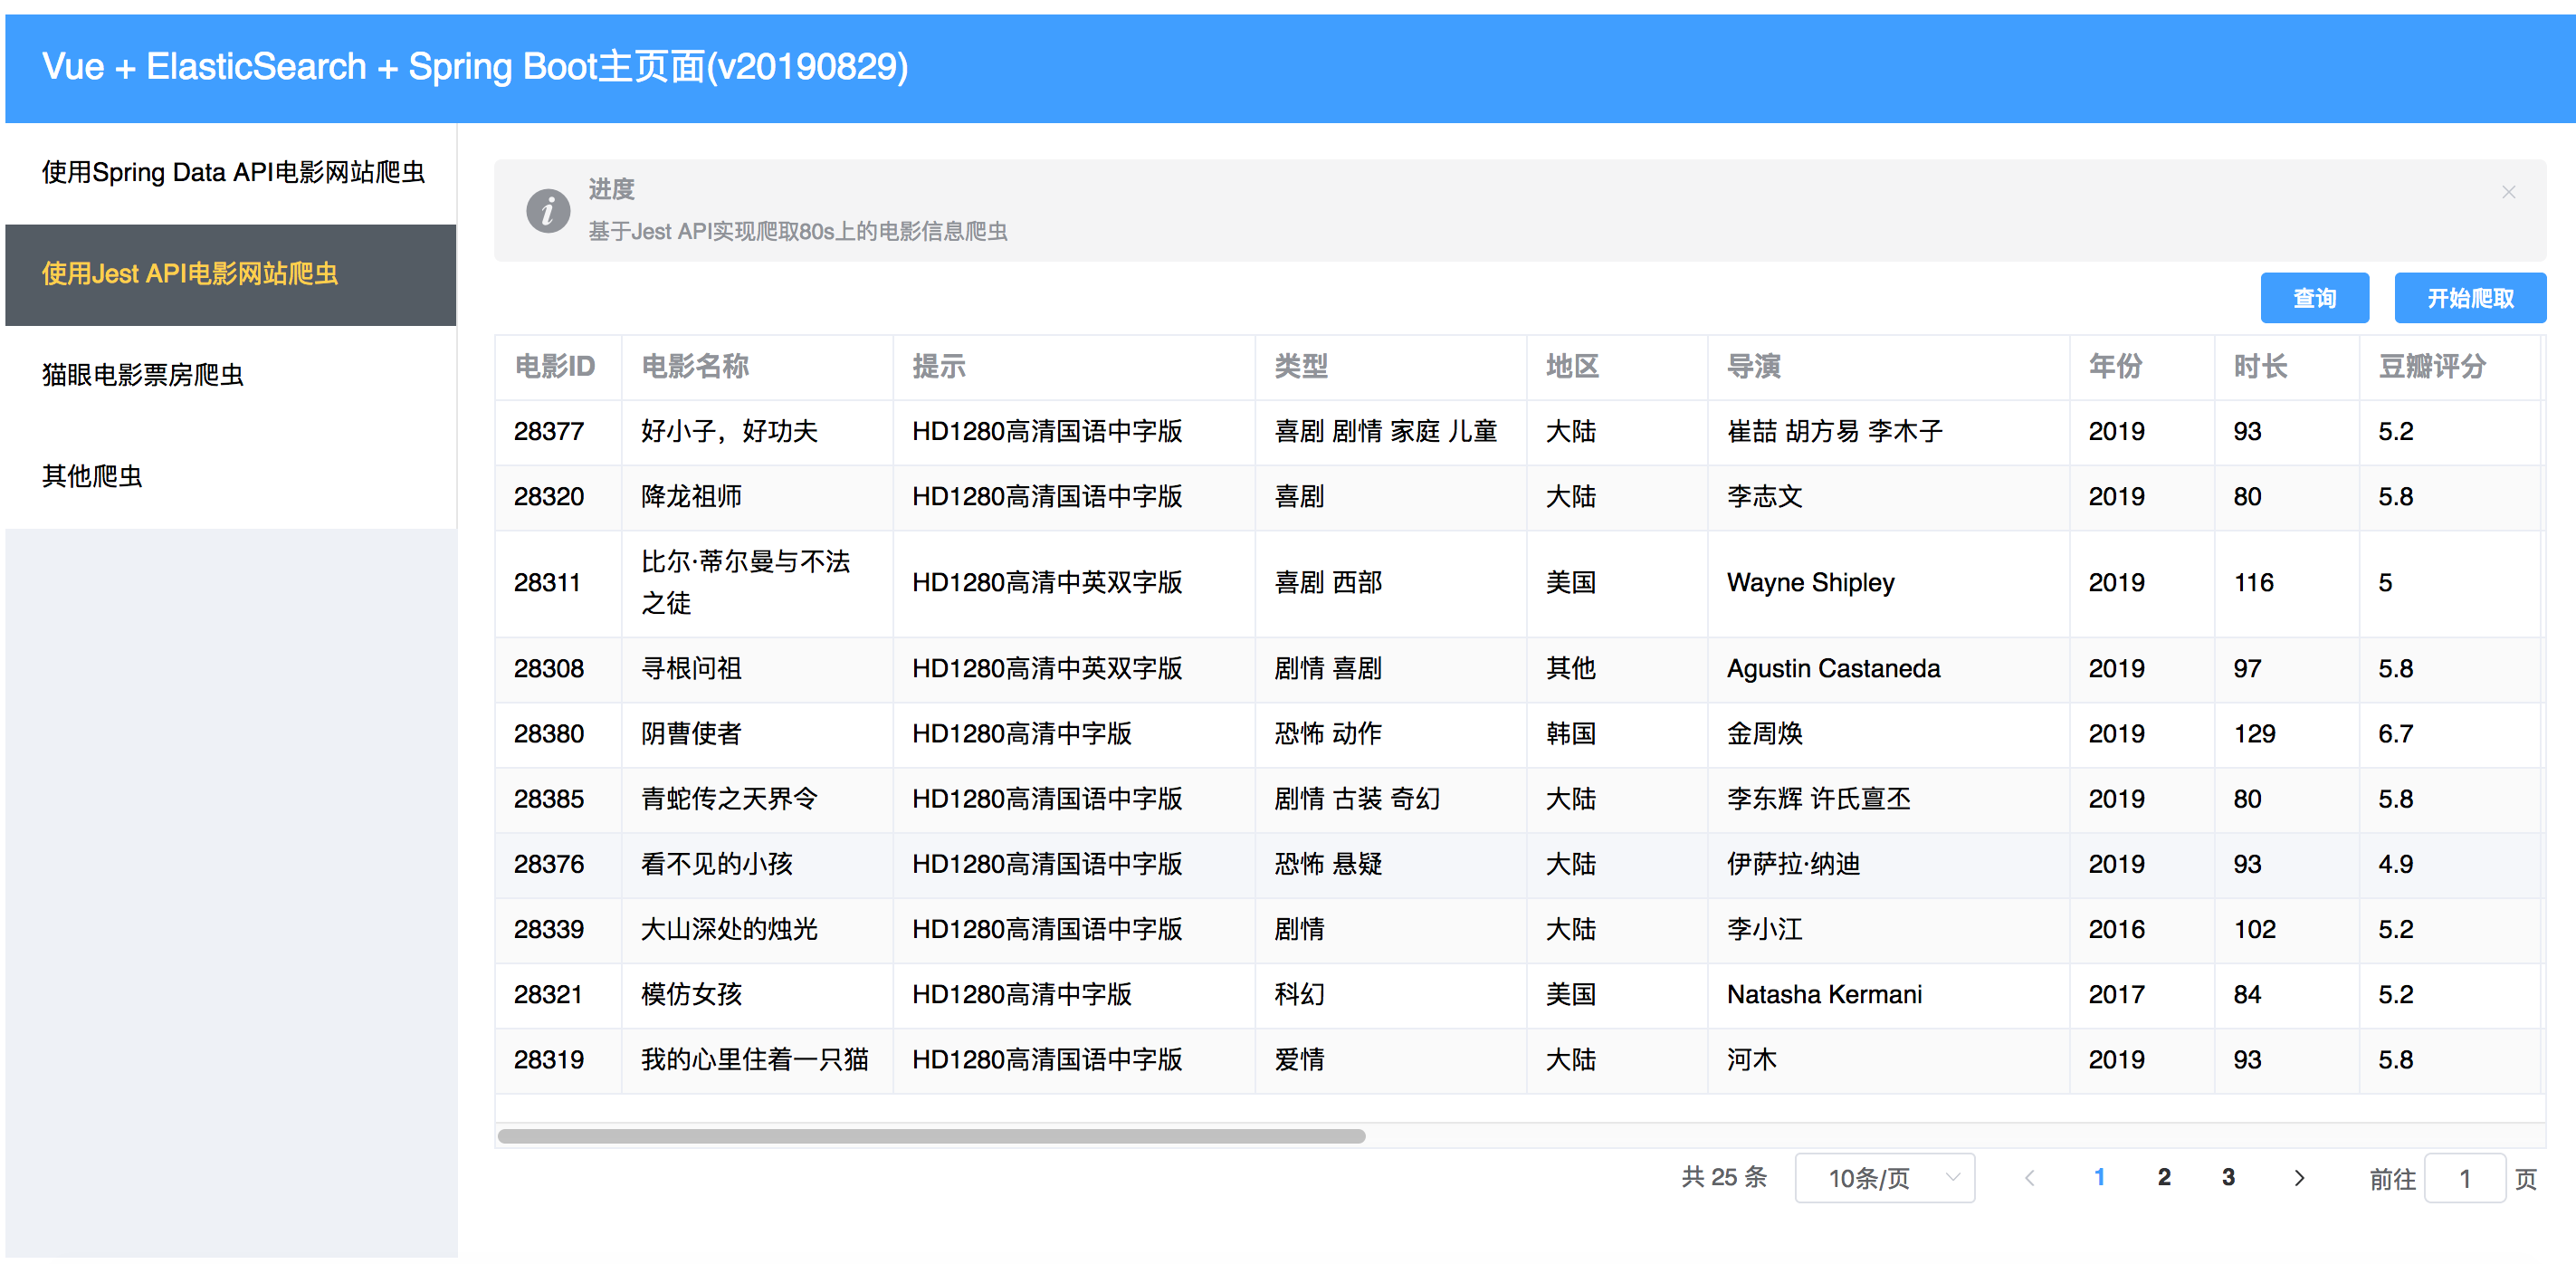 Vue + ElasticSearch + Spring Boot主页面(v20190829)
使用Spring Data API电影网站爬虫
使用Jest API电影网站爬虫
猫眼电影票房爬虫
其他爬虫
进度
基于Jest API实现爬取80s上的电影信息爬虫
查询 开始爬取
电影ID 电影名称 提示 类型 地区 导演 年份 时长 豆瓣评分
28377 好小子，好功夫 HD1280高清国语中字版 喜剧 剧情 家庭 儿童 大陆 崔喆 胡方易 李木子 2019 93 5.2
28320 降龙祖师 HD1280高清国语中字版 喜剧 大陆 李志文 2019 80 5.8
28311 比尔·蒂尔曼与不法
之徒 HD1280高清中英双字版 喜剧 西部 美国 Wayne Shipley 2019 116 5
28308 寻根问祖 HD1280高清中英双字版 剧情 喜剧 其他 Agustin Castaneda 2019 97 5.8
28380 阴曹使者 HD1280高清中字版 恐怖 动作 韩国 金周焕 2019 129 6.7
28385 青蛇传之天界令 HD1280高清国语中字版 剧情 古装 奇幻 大陆 李东辉 许氏亶丕 2019 80 5.8
28376 看不见的小孩 HD1280高清国语中字版 恐怖 悬疑 大陆 伊萨拉·纳迪 2019 93 4.9
28339 大山深处的烛光 HD1280高清国语中字版 剧情 大陆 李小江 2016 102 5.2
28321 模仿女孩 HD1280高清中字版 科幻 美国 Natasha Kermani 2017 84 5.2
28319 我的心里住着一只猫 HD1280高清国语中字版 爱情 大陆 河木 2019 93 5.8
共 25 条 10条/页 1 2 3 前往 1 页